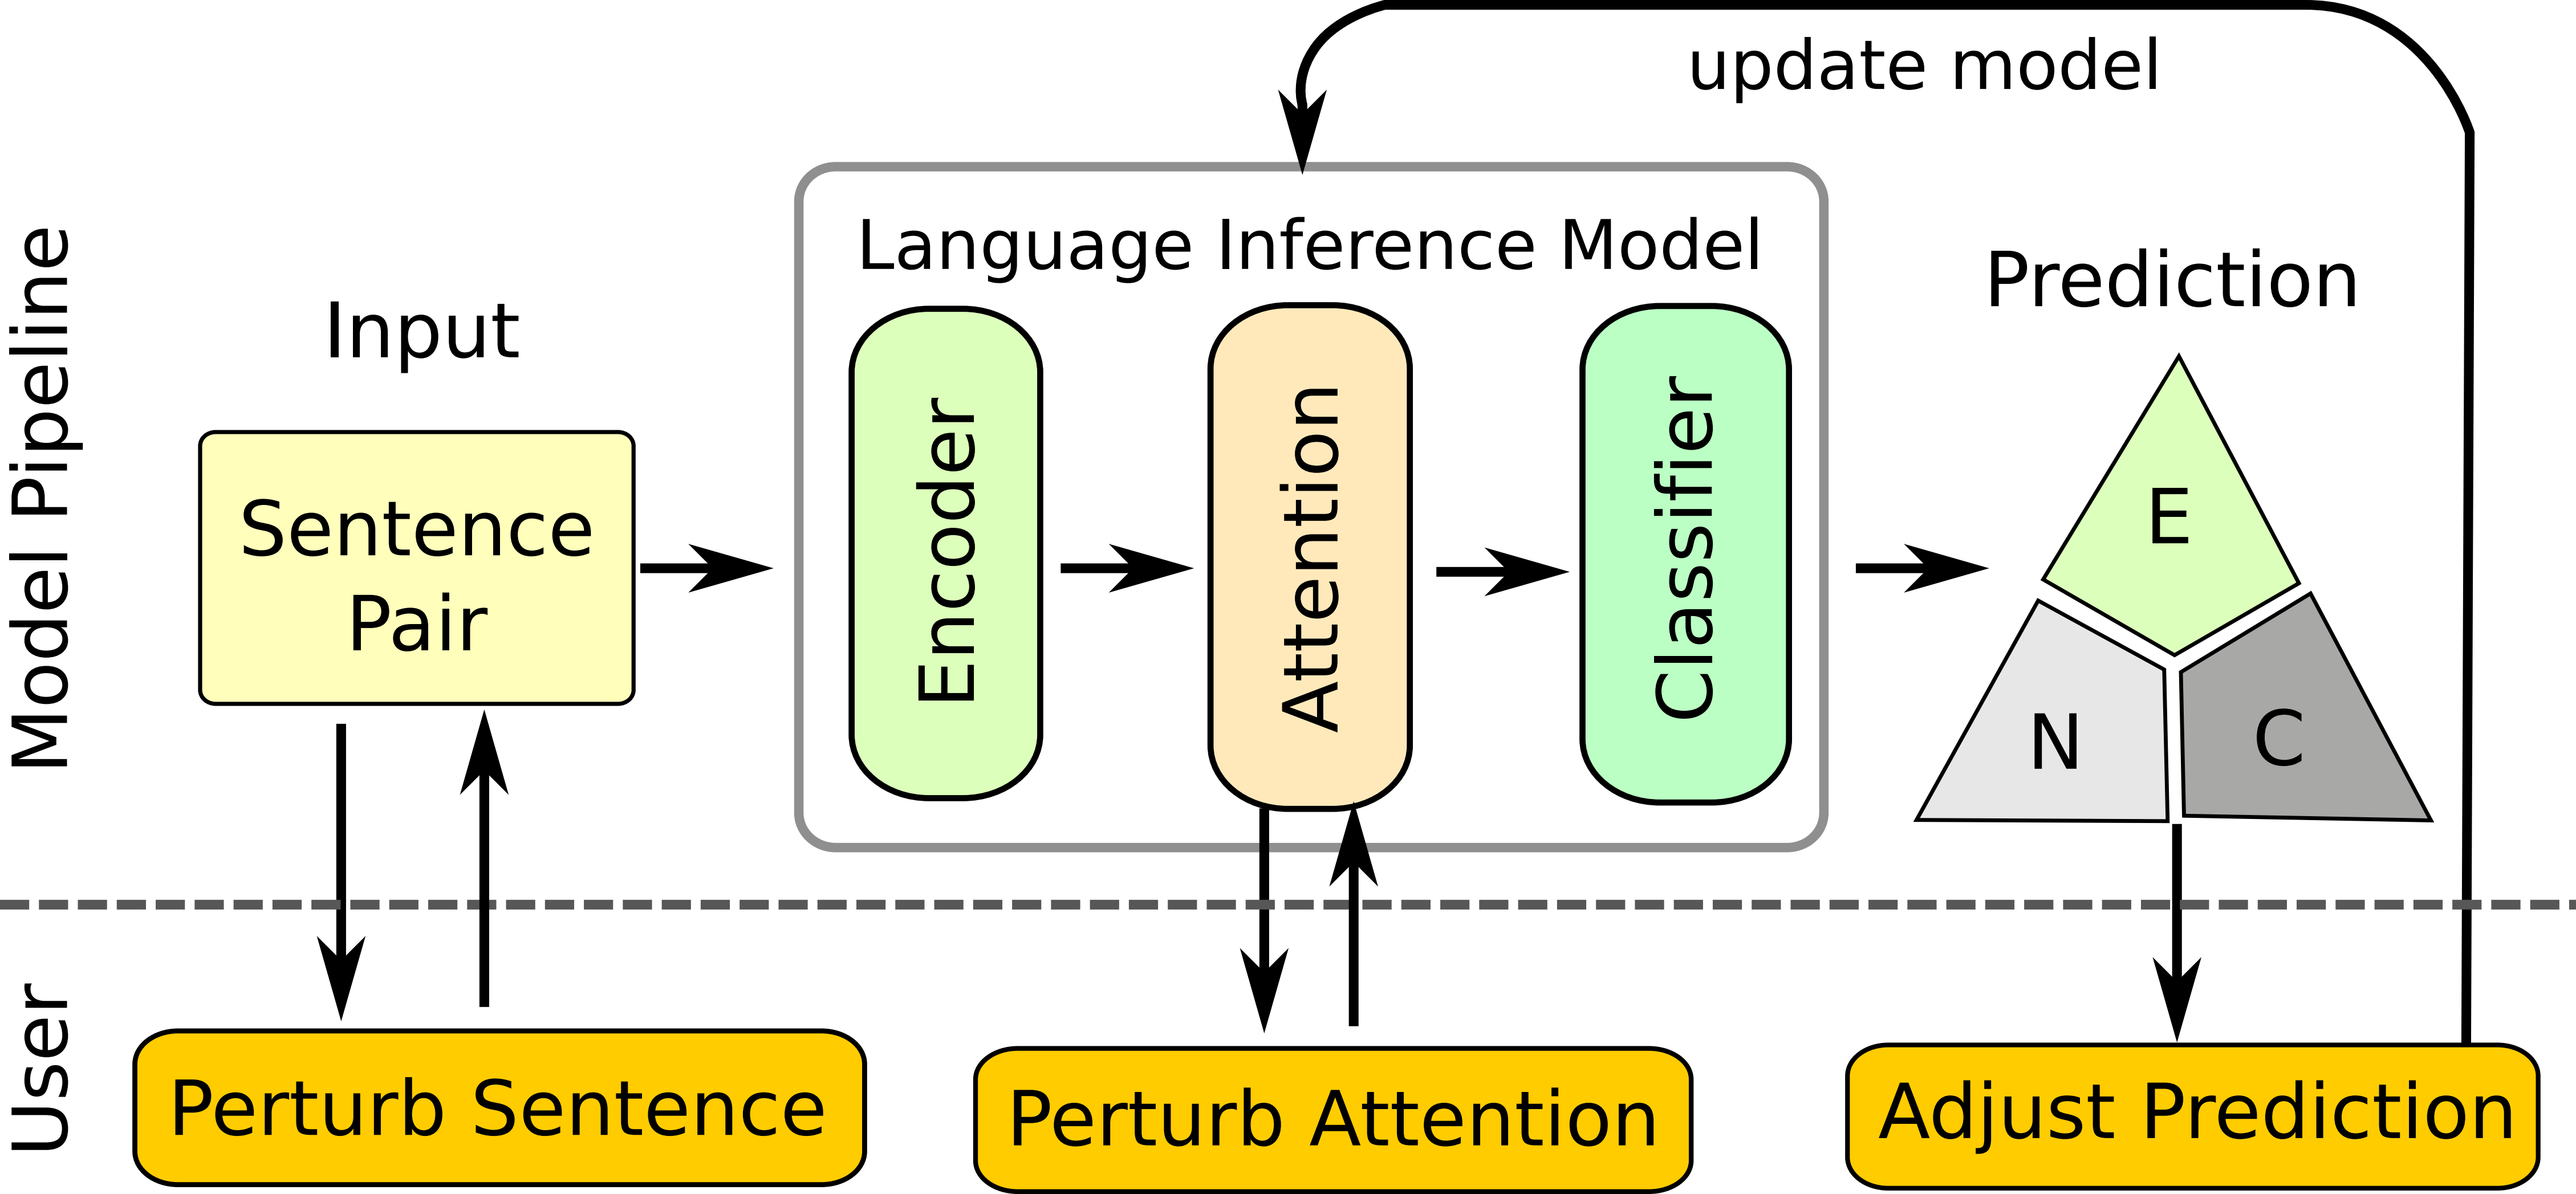 update model
Model Pipeline
Input
Sentence
Pair
Language Inference Model
Encoder
Attention
Classifier
Prediction
E
N
C
User
Perturb Sentence
Perturb Attention
Adjust Prediction